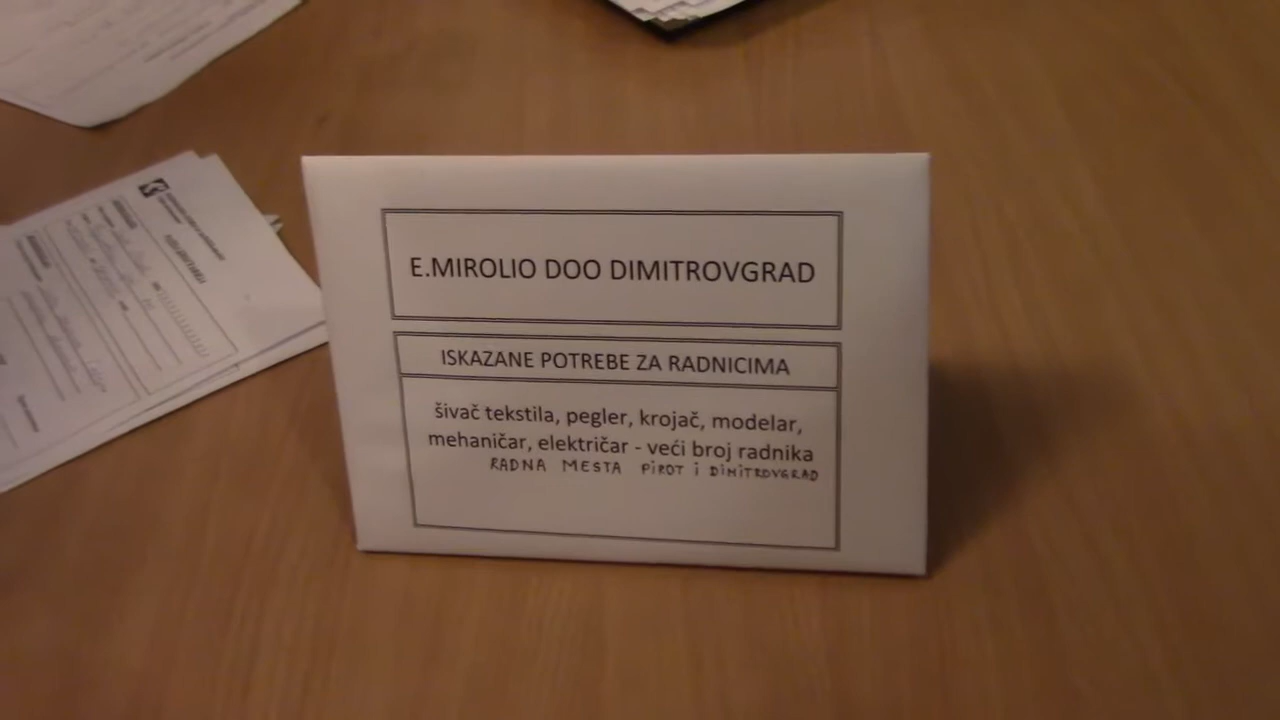 E.MIROLIO DOO DIMITROVGRAD
ISKAZANE POTREBE ZA RADNICIMA
šivač tekstila, pegler, krojač, modelar,
mehaničar, električar - veći broj radnika
RADNA MESTA PIROT i DIMITROVGRAD